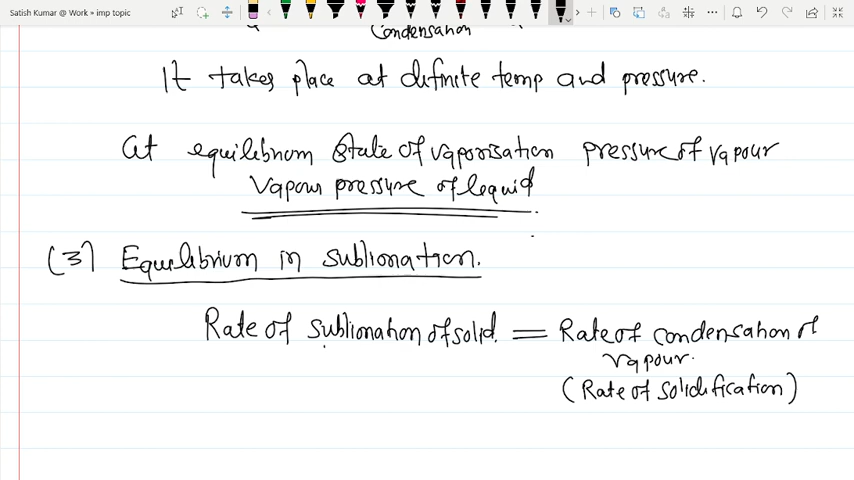 Satish Kumar @ Work » imp topic
Condensation
It takes place at definite temp and pressure.
At equilibrium State of vaporisation pressure of vapour
Vapour pressure of liquid
(3) Equilibrium in sublimation.
Rate of sublimation of solid. = Rate of condensation of
vapour.
(Rate of solidification)